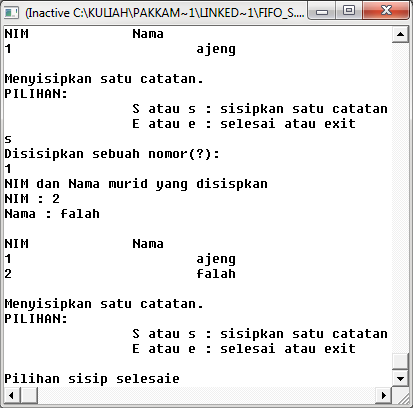 (Inactive C:\KULIAH\PAKKAM~1\LINKED~1\FIFO_S....
NIM Nama
1 ajeng
Menyisipkan satu catatan.
PILIHAN:
S atau s : sisipkan satu catatan
E atau e : selesai atau exit
s
Disisipkan sebuah nomor(?):
1
NIM dan Nama murid yang disispkan
NIM : 2
Nama : falah
NIM Nama
1 ajeng
2 falah
Menyisipkan satu catatan.
PILIHAN:
S atau s : sisipkan satu catatan
E atau e : selesai atau exit
Pilihan sisip selesaie